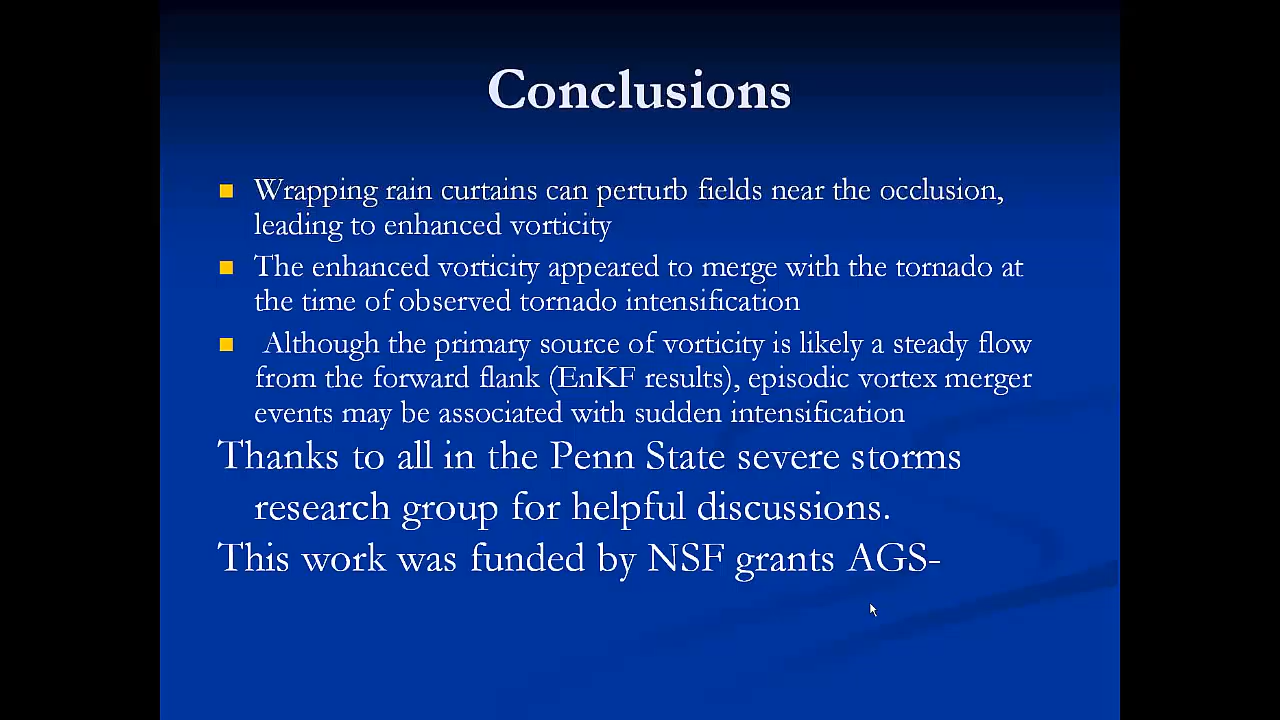 Conclusions
Wrapping rain curtains can perturb fields near the occlusion,
leading to enhanced vorticity
The enhanced vorticity appeared to merge with the tornado at
the time of observed tornado intensification
Although the primary source of vorticity is likely a steady flow
from the forward flank (EnKF results), episodic vortex merger
events may be associated with sudden intensification
Thanks to all in the Penn State severe storms
research group for helpful discussions.
This work was funded by NSF grants AGS-